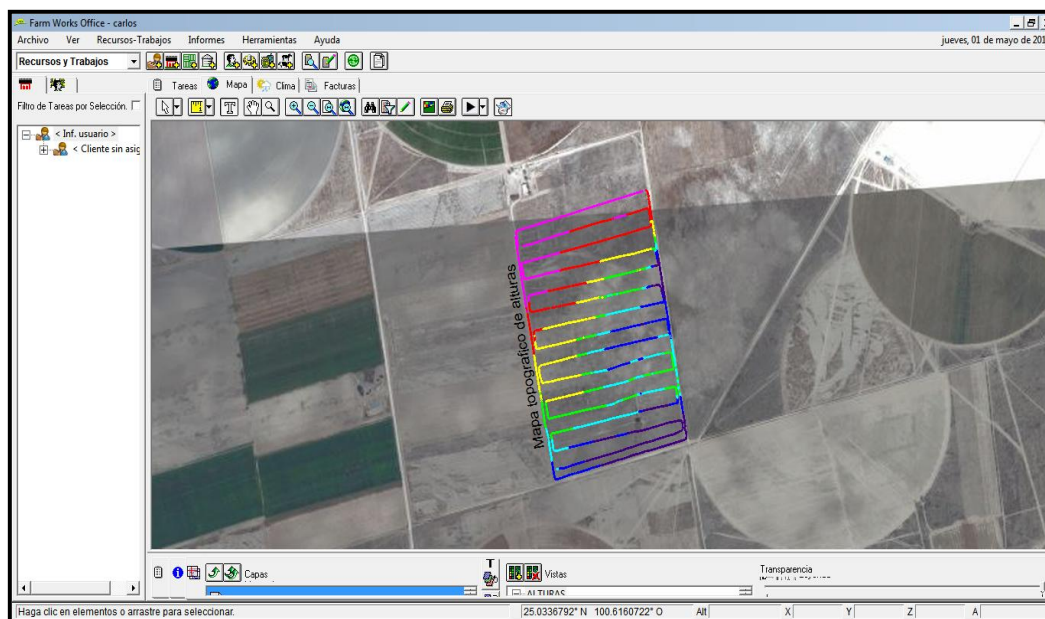 Farm Works Office - carlos
Archivo Ver Recursos-Trabajos Informes Herramientas Ayuda
jueves, 01 de mayo de 201
Recursos y Trabajos
Tareas Mapa Clima Facturas
Filtro de Tareas por Selección.
< Inf. usuario >
< Cliente sin asig
Mapa topografico de alturas
T
Capas
Vistas
Transparencia
ALTURAS
Haga clic en elementos o arrastre para seleccionar.
25.0336792° N 100.6160722° O Alt X Y Z A